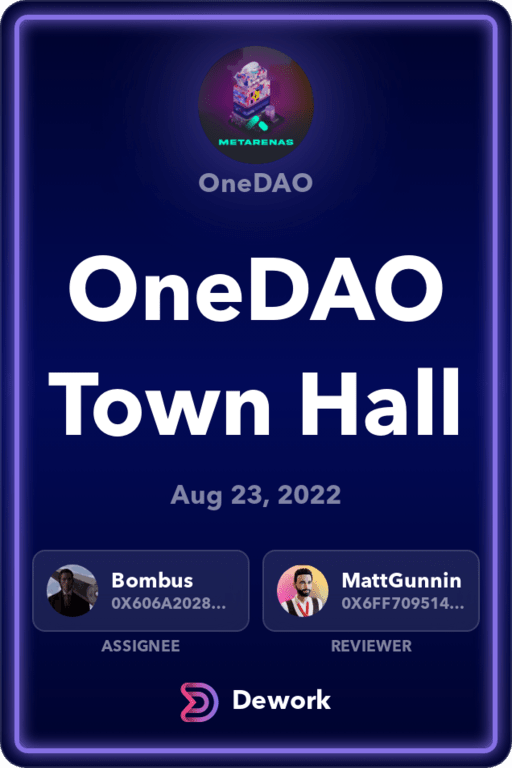 METARENAS
OneDAO
OneDAO
Town Hall
Aug 23, 2022
Bombus
0X606A2028...
ASSIGNEE
MattGunnin
0X6FF709514...
REVIEWER
Dework